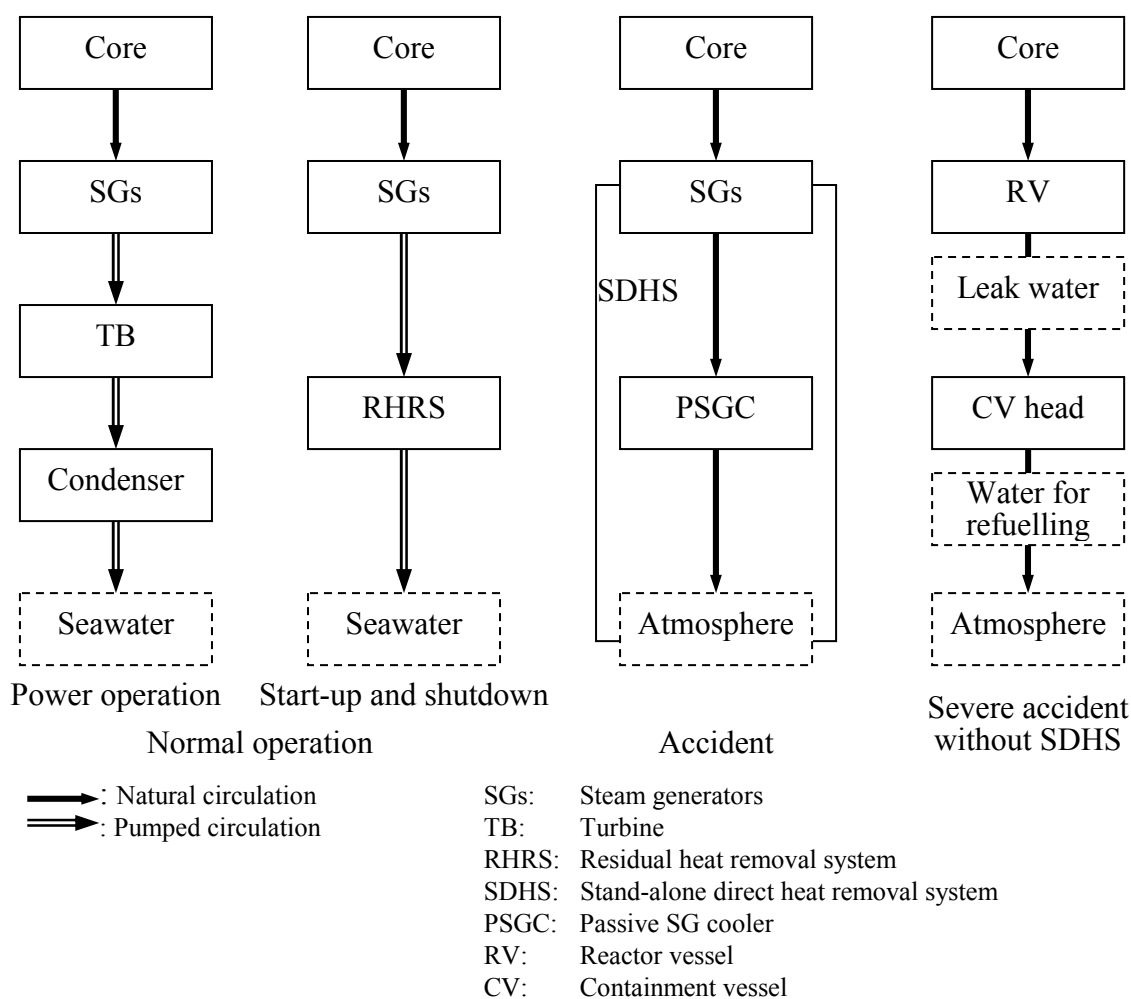 Core
Core
Core
Core
SGs
SGs
SGs
RV
SDHS
Leak water
TB
RHRS
PSGC
CV head
Condenser
Water for
refuelling
Seawater
Seawater
Atmosphere
Atmosphere
Power operation
Start-up and shutdown
Normal operation
Accident
Severe accident
without SDHS
: Natural circulation
: Pumped circulation
SGs: Steam generators
TB: Turbine
RHRS: Residual heat removal system
SDHS: Stand-alone direct heat removal system
PSGC: Passive SG cooler
RV: Reactor vessel
CV: Containment vessel